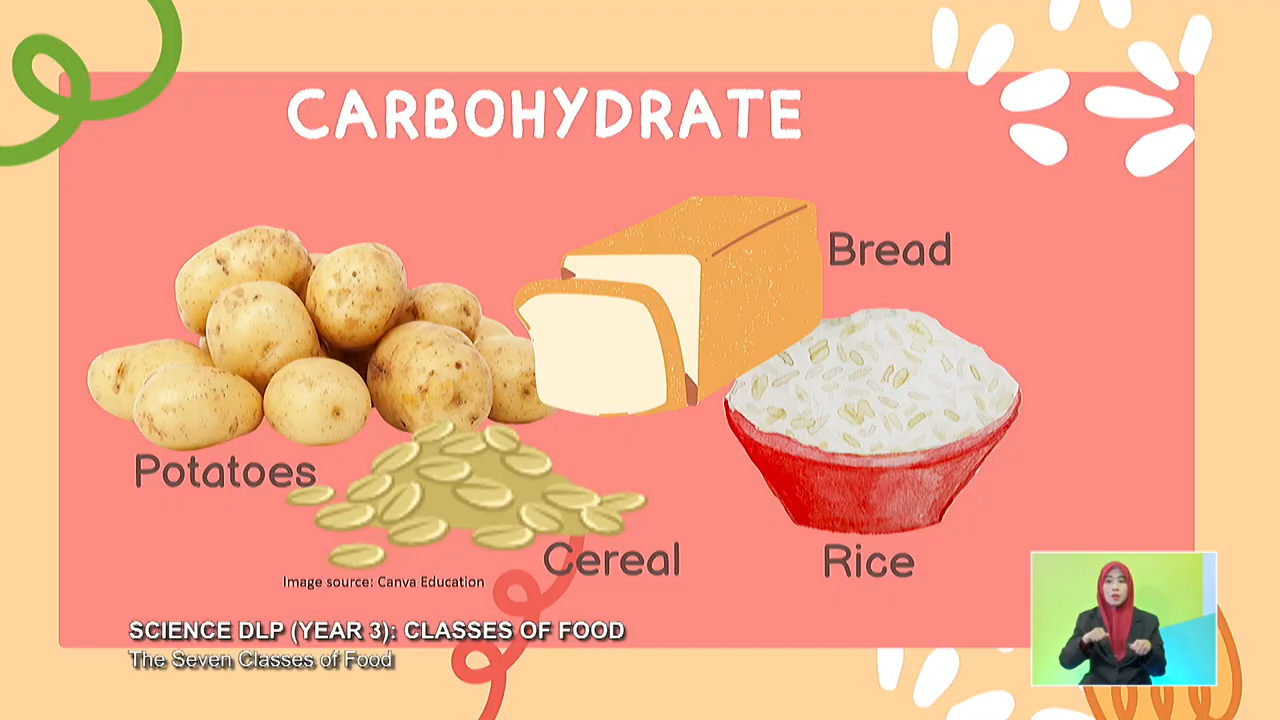 CARBOHYDRATE
Bread
Potatoes
Cereal
Rice
Image source: Canva Education
SCIENCE DLP (YEAR 3): CLASSES OF FOOD
The Seven Classes of Food